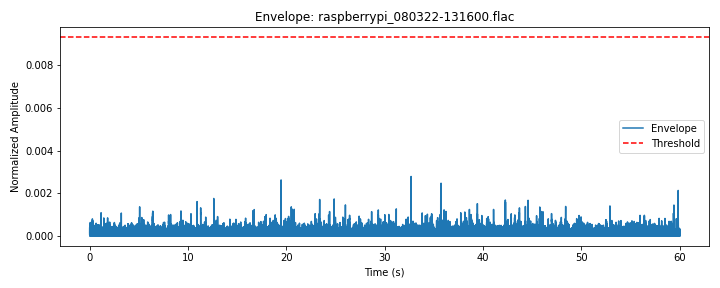 Envelope: raspberrypi_080322-131600.flac
Normalized Amplitude
0.008
0.006
0.004
0.002
0.000
Envelope
Threshold
0 10 20 30 40 50 60
Time (s)